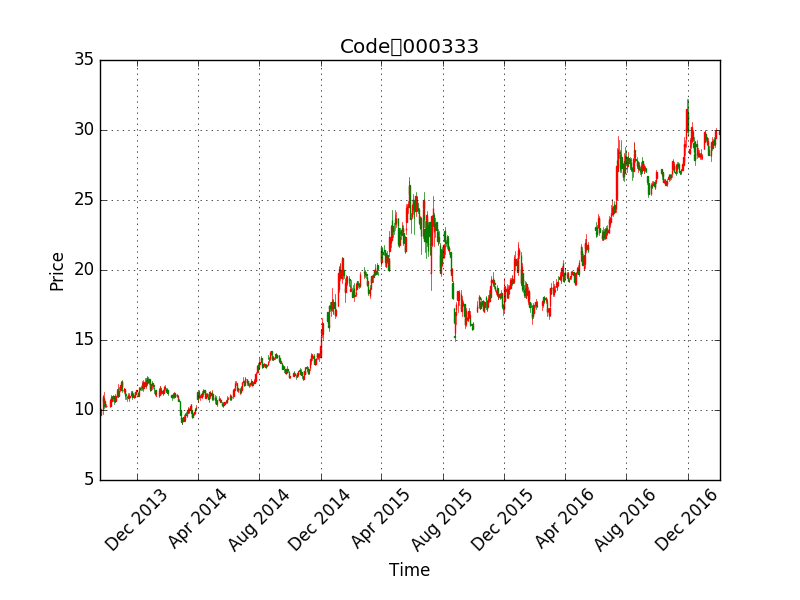 Code▯000333
35
30
25
20
15
10
5
Price
Dec 2013
Apr 2014
Aug 2014
Dec 2014
Apr 2015
Aug 2015
Dec 2015
Apr 2016
Aug 2016
Dec 2016
Time